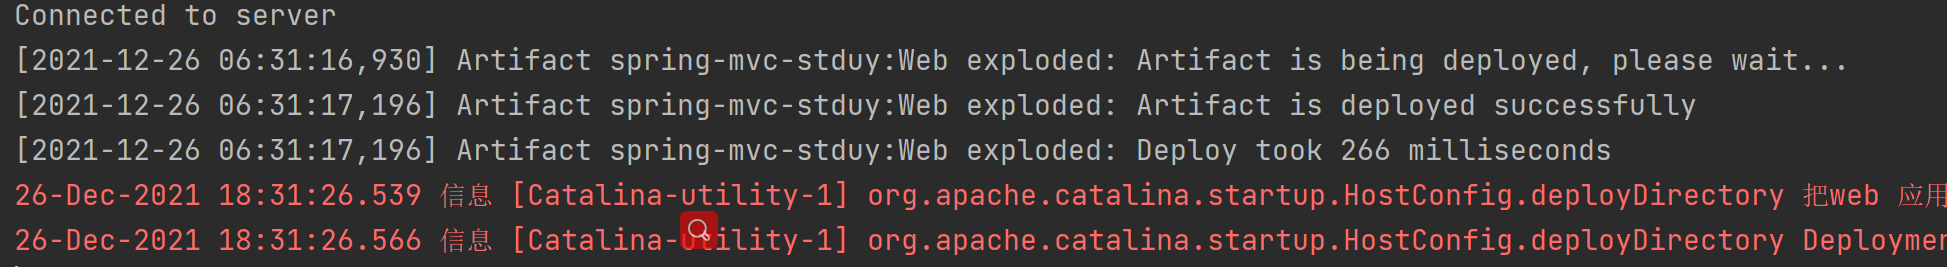 Connected to server
[2021-12-26 06:31:16,930] Artifact spring-mvc-stduy:Web exploded: Artifact is being deployed, please wait...
[2021-12-26 06:31:17,196] Artifact spring-mvc-stduy:Web exploded: Artifact is deployed successfully
[2021-12-26 06:31:17,196] Artifact spring-mvc-stduy:Web exploded: Deploy took 266 milliseconds
26-Dec-2021 18:31:26.539 信息 [Catalina-utility-1] org.apache.catalina.startup.HostConfig.deployDirectory 把web 应用
26-Dec-2021 18:31:26.566 信息 [Catalina-utility-1] org.apache.catalina.startup.HostConfig.deployDirectory Deploymen